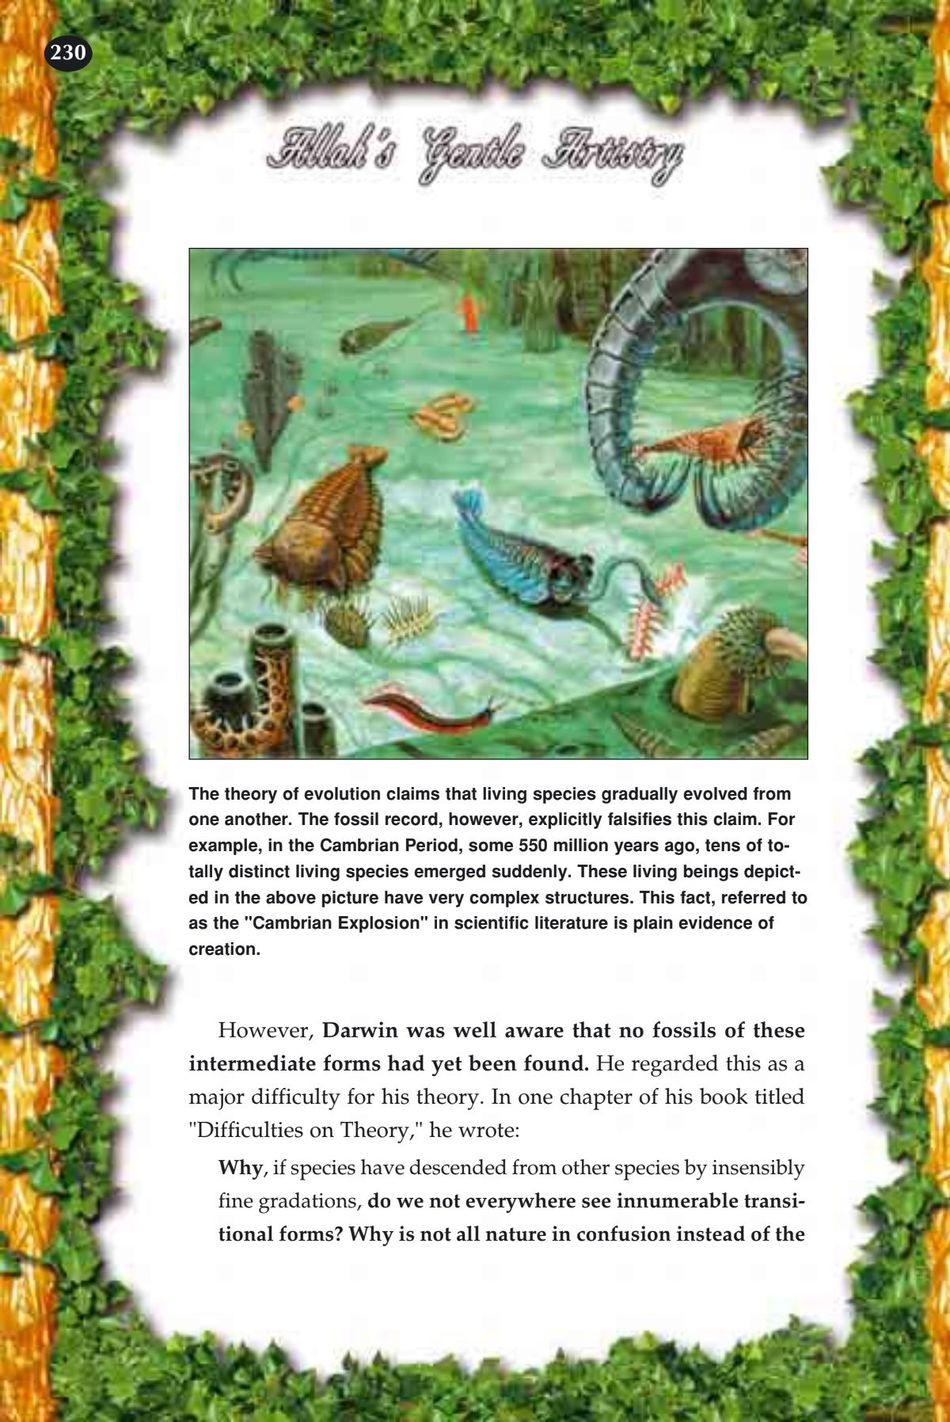 230
Allah's Gentle Artistry
The theory of evolution claims that living species gradually evolved from
one another. The fossil record, however, explicitly falsifies this claim. For
example, in the Cambrian Period, some 550 million years ago, tens of to-
tally distinct living species emerged suddenly. These living beings depict-
ed in the above picture have very complex structures. This fact, referred to
as the "Cambrian Explosion" in scientific literature is plain evidence of
creation.
However, Darwin was well aware that no fossils of these
intermediate forms had yet been found. He regarded this as a
major difficulty for his theory. In one chapter of his book titled
"Difficulties on Theory," he wrote:
Why, if species have descended from other species by insensibly
fine gradations, do we not everywhere see innumerable transi-
tional forms? Why is not all nature in confusion instead of the